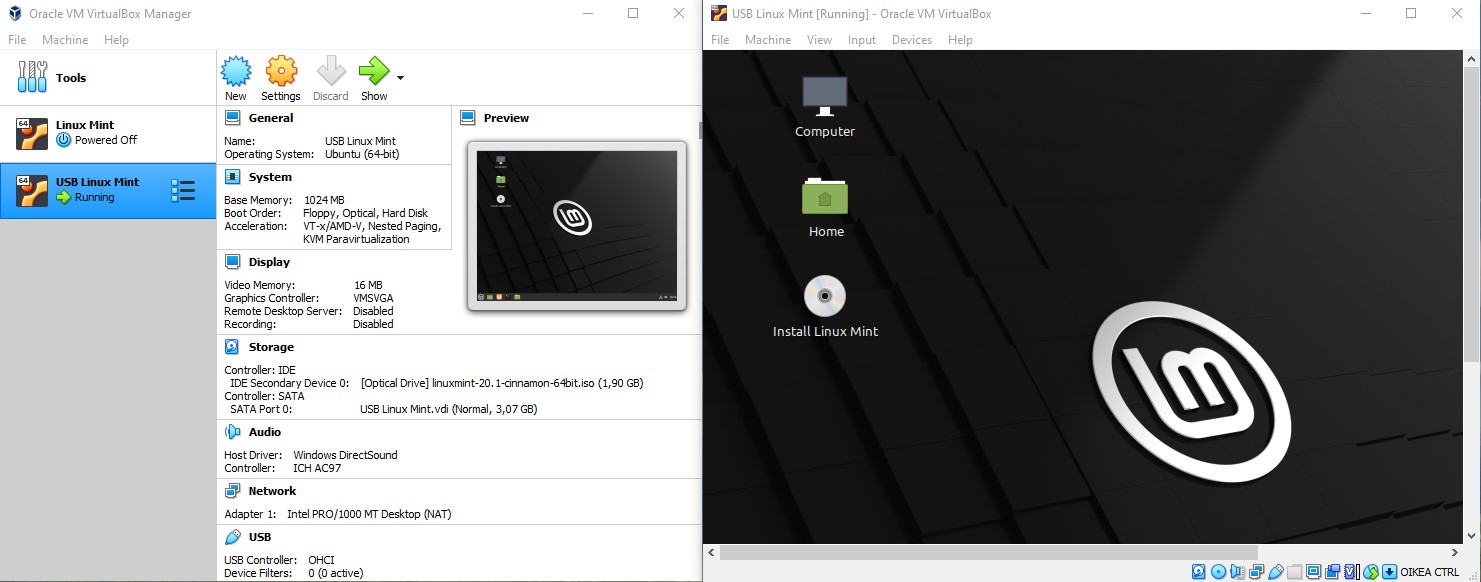 Oracle VM VirtualBox Manager
File Machine Help
Tools
New Settings Discard Show
64
Linux Mint
Powered Off
64
USB Linux Mint
Running
General
Name: USB Linux Mint
Operating System: Ubuntu (64-bit)
System
Base Memory: 1024 MB
Boot Order: Floppy, Optical, Hard Disk
Acceleration: VT-x/AMD-V, Nested Paging,
KVM Paravirtualization
Display
Video Memory: 16 MB
Graphics Controller: VMSVGA
Remote Desktop Server: Disabled
Recording: Disabled
Storage
Controller: IDE
IDE Secondary Device 0: [Optical Drive] linuxmint-20.1-cinnamon-64bit.iso (1,90 GB)
Controller: SATA
SATA Port 0: USB Linux Mint.vdi (Normal, 3,07 GB)
Audio
Host Driver: Windows DirectSound
Controller: ICH AC97
Network
Adapter 1: Intel PRO/1000 MT Desktop (NAT)
USB
USB Controller: OHCI
Device Filters: 0 (0 active)
Preview
USB Linux Mint [Running] - Oracle VM VirtualBox
File Machine View Input Devices Help
Computer
Home
Install Linux Mint
OIKEA CTRL